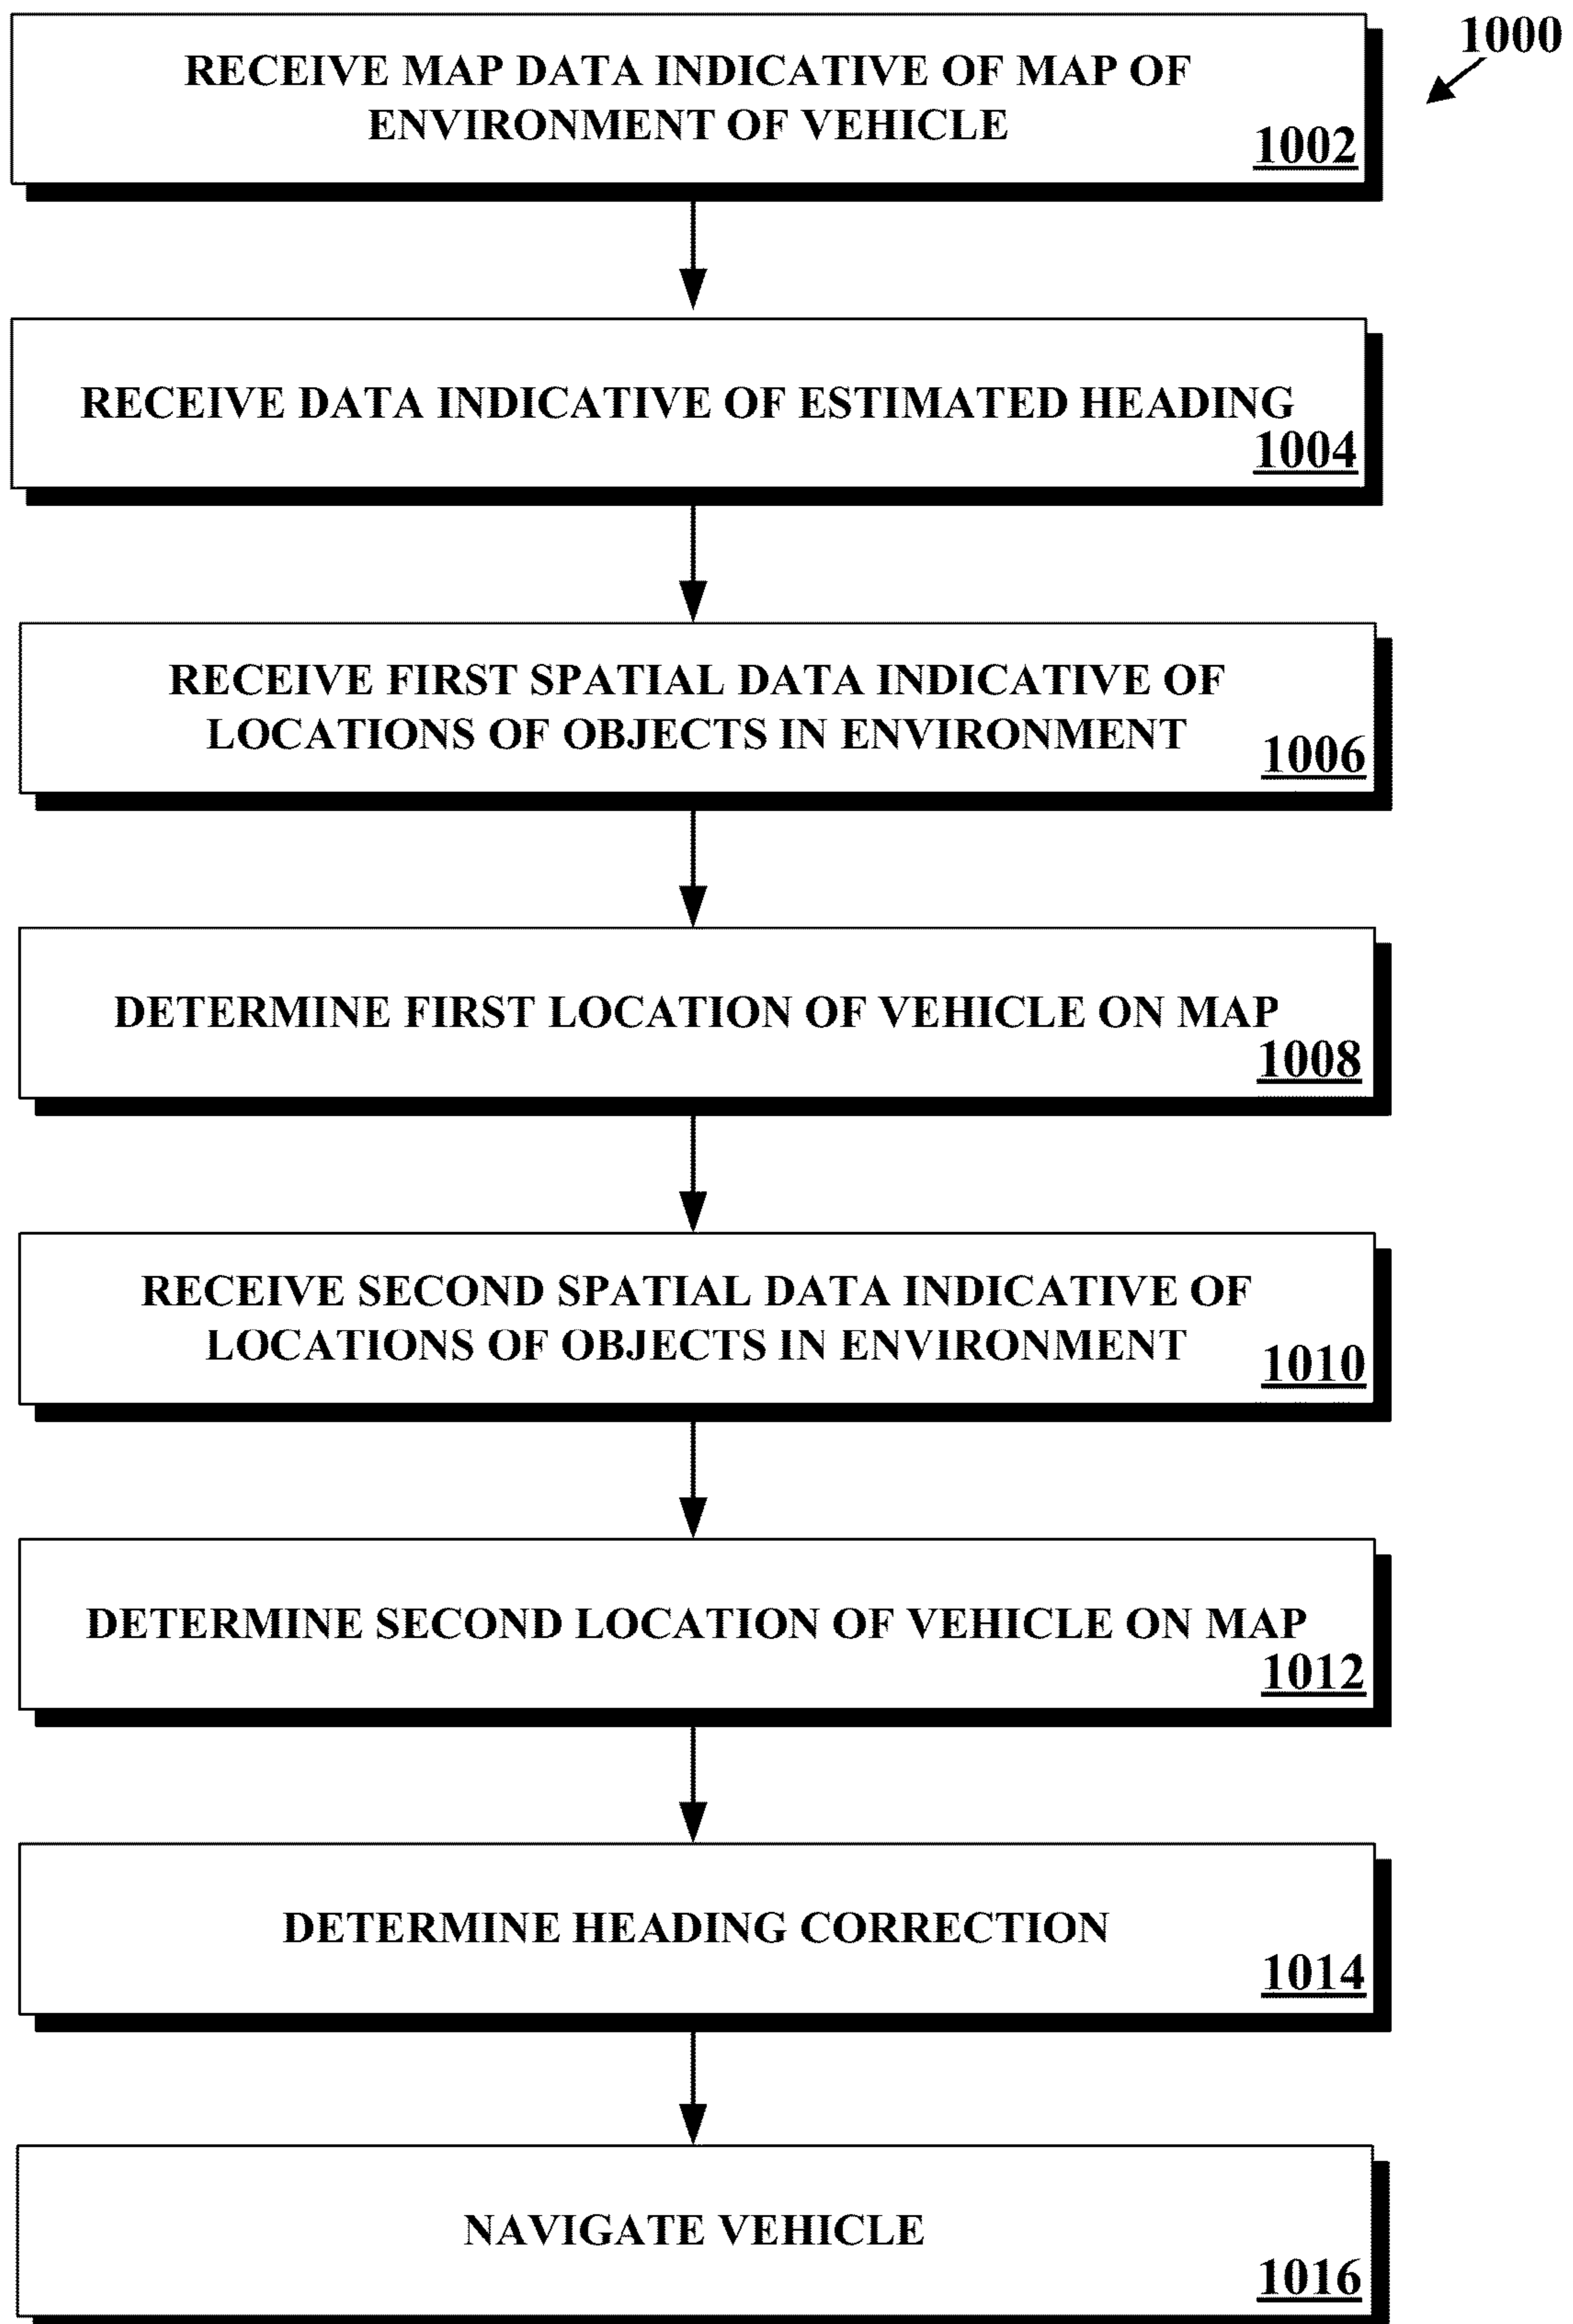 1000
RECEIVE MAP DATA INDICATIVE OF MAP OF
ENVIRONMENT OF VEHICLE
1002
RECEIVE DATA INDICATIVE OF ESTIMATED HEADING
1004
RECEIVE FIRST SPATIAL DATA INDICATIVE OF
LOCATIONS OF OBJECTS IN ENVIRONMENT
1006
DETERMINE FIRST LOCATION OF VEHICLE ON MAP
1008
RECEIVE SECOND SPATIAL DATA INDICATIVE OF
LOCATIONS OF OBJECTS IN ENVIRONMENT
1010
DETERMINE SECOND LOCATION OF VEHICLE ON MAP
1012
DETERMINE HEADING CORRECTION
1014
NAVIGATE VEHICLE
1016